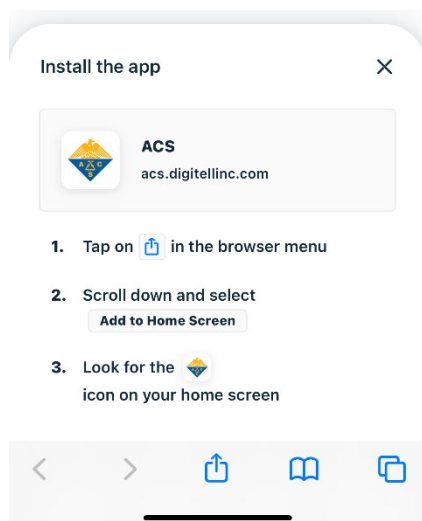 Install the app
ACS
acs.digitellinc.com
1. Tap on in the browser menu
2. Scroll down and select
Add to Home Screen
3. Look for the
icon on your home screen